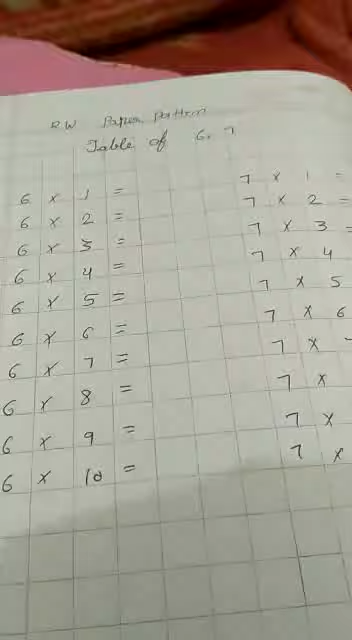 R.W Paper Pattern
Table of 6, 7
6 x 1 =
6 x 2 =
6 x 3 =
6 x 4 =
6 x 5 =
6 x 6 =
6 x 7 =
6 x 8 =
6 x 9 =
6 x 10 =
7 x 1 =
7 x 2 =
7 x 3 =
7 x 4
7 x 5
7 x 6
7 x
7 x
7 x
7 x